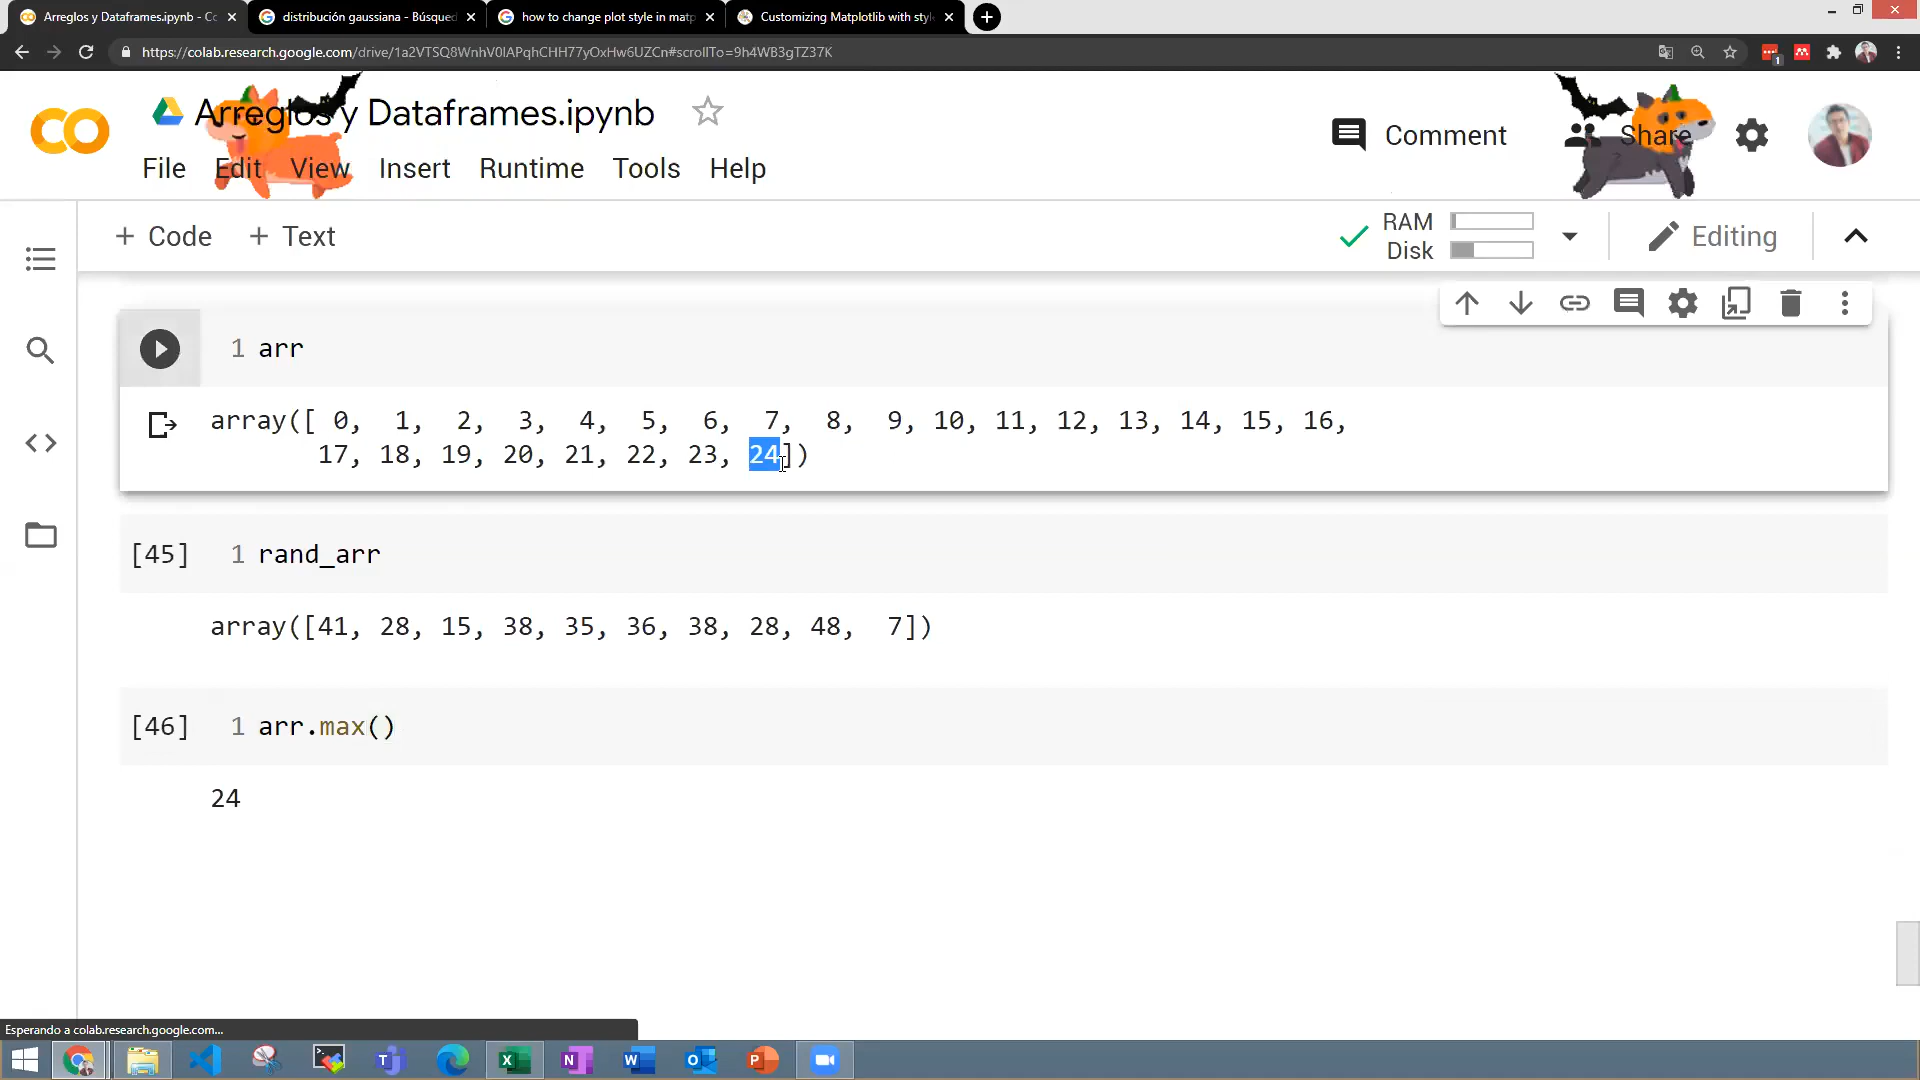 Arreglos y Dataframes.ipynb - Cc
distribución gaussiana - Búsqued
how to change plot style in matp
Customizing Matplotlib with styl
https://colab.research.google.com/drive/1a2VTSQ8WnhV0lAPqhCHH77yOxHw6UZCn#scrollTo=9h4WB3gTZ37K
1
Arreglos y Dataframes.ipynb
Comment
Share
File Edit View Insert Runtime Tools Help
+ Code + Text
RAM
Disk
Editing
1 arr
array([ 0, 1, 2, 3, 4, 5, 6, 7, 8, 9, 10, 11, 12, 13, 14, 15, 16,
17, 18, 19, 20, 21, 22, 23, 24])
[45] 1 rand_arr
array([41, 28, 15, 38, 35, 36, 38, 28, 48, 7])
[46] 1 arr.max()
24
Esperando a colab.research.google.com...